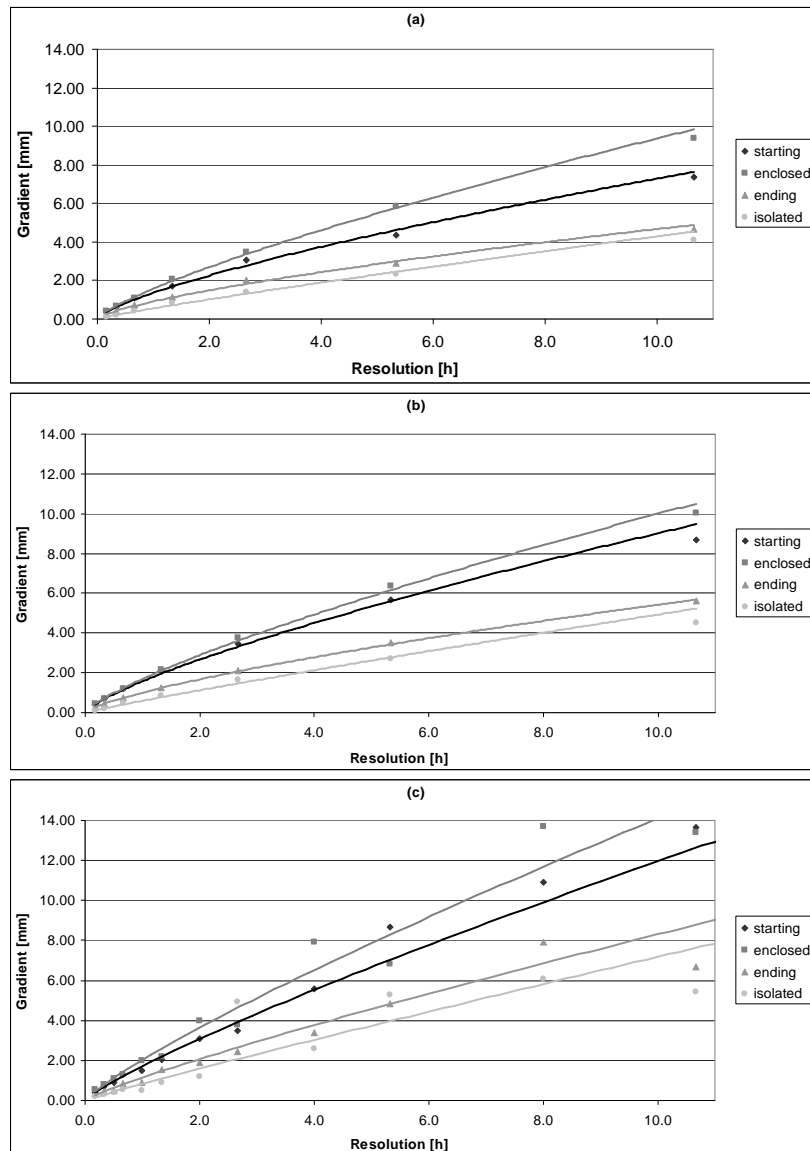 (a)
14.00
12.00
10.00
8.00
6.00
4.00
2.00
0.00
Gradient [mm]
0.0 2.0 4.0 6.0 8.0 10.0
Resolution [h]
starting
enclosed
ending
isolated
(b)
14.00
12.00
10.00
8.00
6.00
4.00
2.00
0.00
Gradient [mm]
0.0 2.0 4.0 6.0 8.0 10.0
Resolution [h]
starting
enclosed
ending
isolated
(c)
14.00
12.00
10.00
8.00
6.00
4.00
2.00
0.00
Gradient [mm]
0.0 2.0 4.0 6.0 8.0 10.0
Resolution [h]
starting
enclosed
ending
isolated